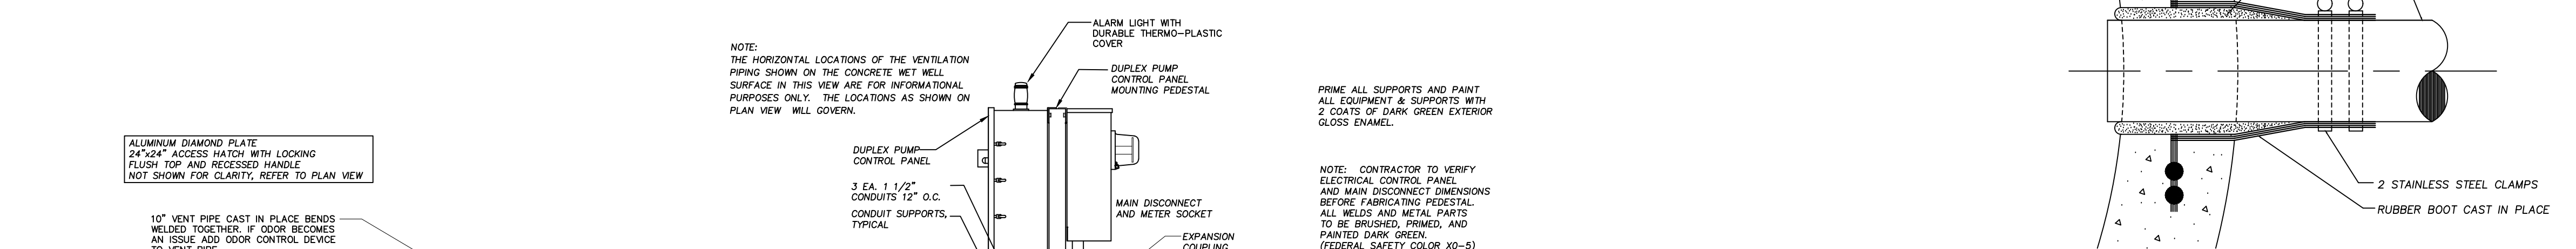 ALARM LIGHT WITH
DURABLE THERMO-PLASTIC
COVER
NOTE:
THE HORIZONTAL LOCATIONS OF THE VENTILATION
PIPING SHOWN ON THE CONCRETE WET WELL
SURFACE IN THIS VIEW ARE FOR INFORMATIONAL
PURPOSES ONLY. THE LOCATIONS AS SHOWN ON
PLAN VIEW WILL GOVERN.
DUPLEX PUMP
CONTROL PANEL
MOUNTING PEDESTAL
PRIME ALL SUPPORTS AND PAINT
ALL EQUIPMENT & SUPPORTS WITH
2 COATS OF DARK GREEN EXTERIOR
GLOSS ENAMEL.
ALUMINUM DIAMOND PLATE
24"x24" ACCESS HATCH WITH LOCKING
FLUSH TOP AND RECESSED HANDLE
NOT SHOWN FOR CLARITY, REFER TO PLAN VIEW
DUPLEX PUMP
CONTROL PANEL
3 EA. 1 1/2"
CONDUITS 12" O.C.
CONDUIT SUPPORTS,
TYPICAL
MAIN DISCONNECT
AND METER SOCKET
NOTE: CONTRACTOR TO VERIFY
ELECTRICAL CONTROL PANEL
AND MAIN DISCONNECT DIMENSIONS
BEFORE FABRICATING PEDESTAL.
ALL WELDS AND METAL PARTS
TO BE BRUSHED, PRIMED, AND
PAINTED DARK GREEN.
(FEDERAL SAFETY COLOR XO-5)
2 STAINLESS STEEL CLAMPS
RUBBER BOOT CAST IN PLACE
10" VENT PIPE CAST IN PLACE BENDS
WELDED TOGETHER. IF ODOR BECOMES
AN ISSUE ADD ODOR CONTROL DEVICE
TO VENT PIPE
EXPANSION
COUPLING